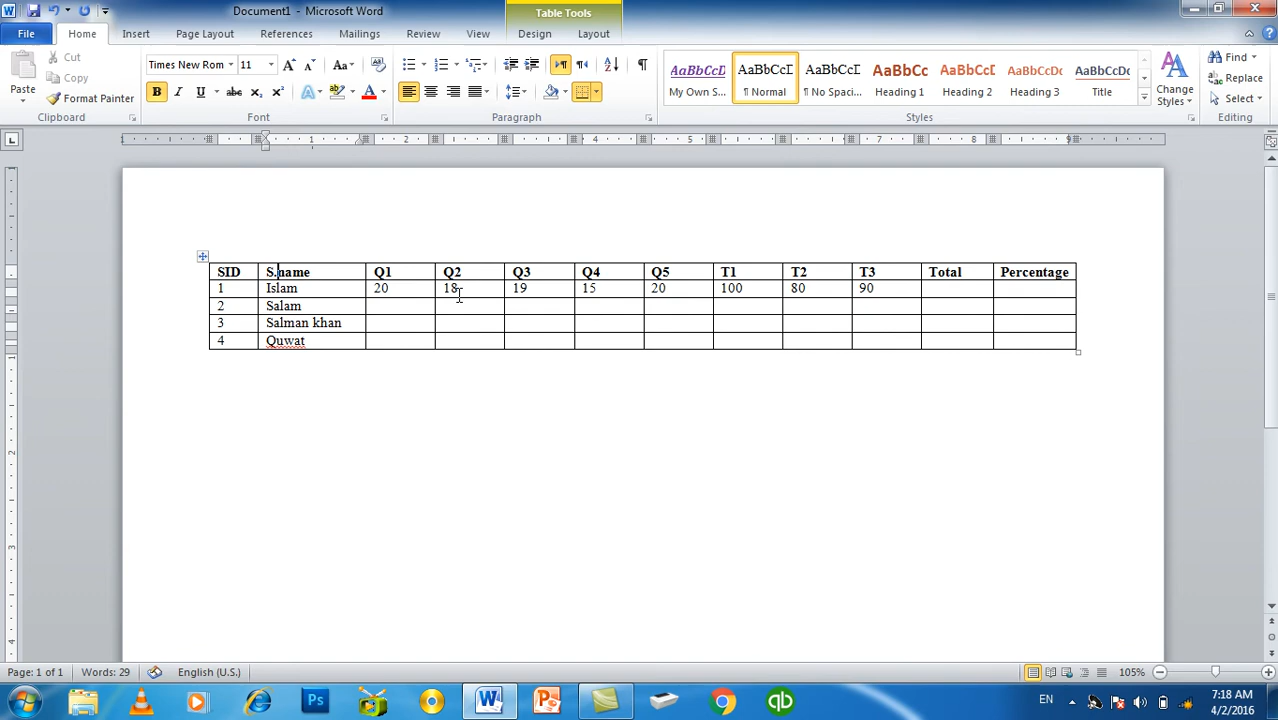 Document1 - Microsoft Word
Table Tools
File Home Insert Page Layout References Mailings Review View Design Layout
Paste
Cut
Copy
Format Painter
Clipboard
Times New Rom 11
Font
Paragraph
AaBbCcD AaBbCcDc AaBbCcDc AaBbCc AaBbCc AaBbCcDc AaBbCcDc
My Own S... ¶ Normal ¶ No Spaci... Heading 1 Heading 2 Heading 3 Title
Change Styles
Styles
Find
Replace
Select
Editing
SID S.name Q1 Q2 Q3 Q4 Q5 T1 T2 T3 Total Percentage
1 Islam 20 18 19 15 20 100 80 90
2 Salam
3 Salman khan
4 Quwat
Page: 1 of 1 Words: 29 English (U.S.) 105%
EN
7:18 AM
4/2/2016